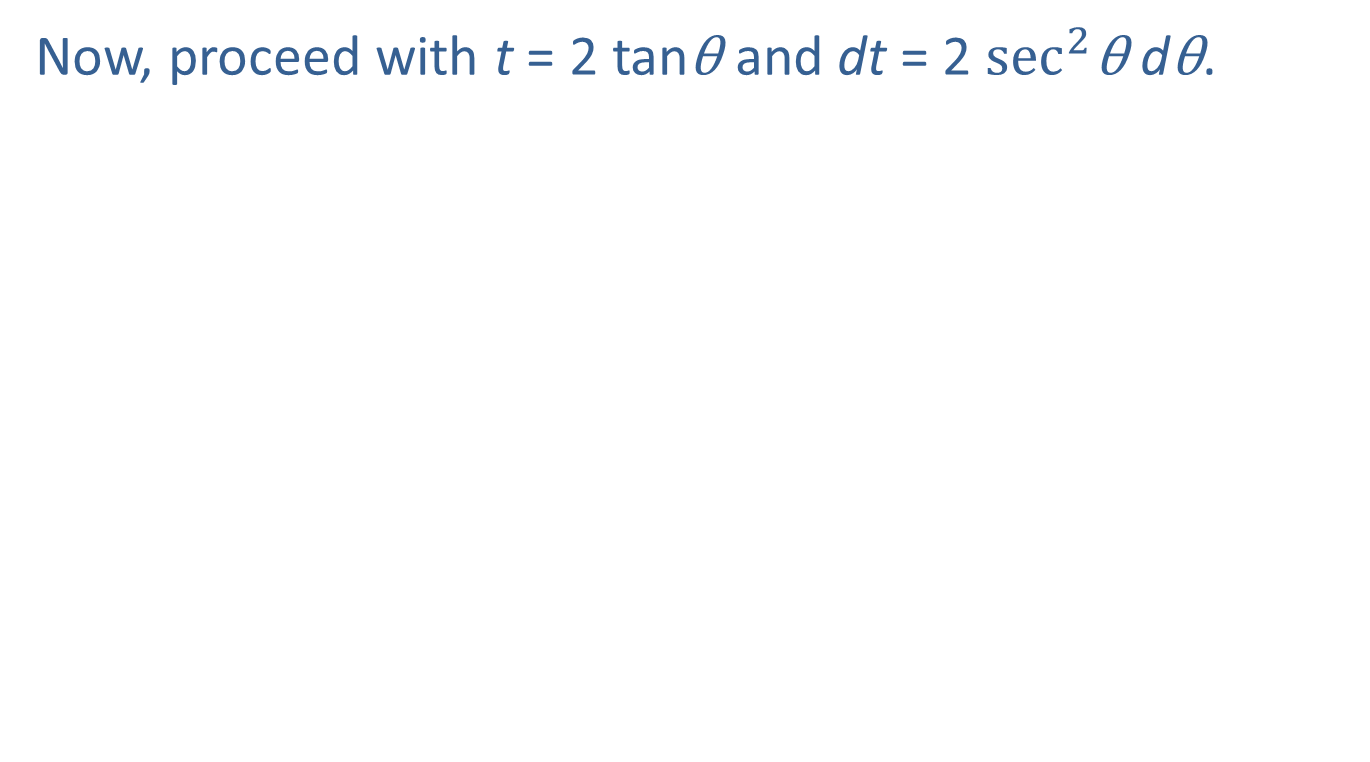 Now, proceed with t = 2 tan θ and dt = 2 sec² θ dθ.